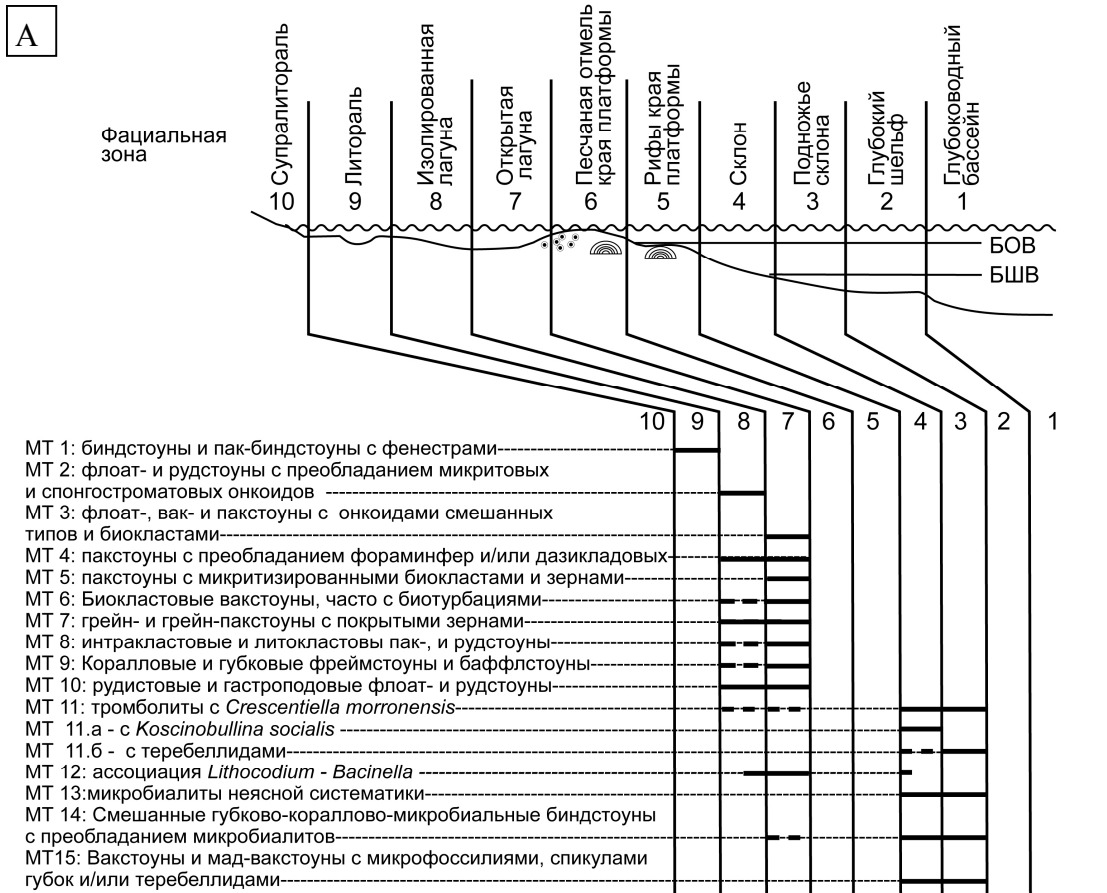 А
Фациальная
зона
Супралитораль
Литораль
Изолированная
лагуна
Открытая
лагуна
Песчаная отмель
края платформы
Рифы края
платформы
Склон
Подножье
склона
Глубокий
шельф
Глубоководный
бассейн
10 9 8 7 6 5 4 3 2 1
БОВ
БШВ
10 9 8 7 6 5 4 3 2 1
МТ 1: биндстоуны и пак-биндстоуны с фенестрами
МТ 2: флоат- и рудстоуны с преобладанием микритовых
и спонгостроматовых онкоидов
МТ 3: флоат-, вак- и пакстоуны с онкоидами смешанных
типов и биокластами
МТ 4: пакстоуны с преобладанием фораминфер и/или дазикладовых
МТ 5: пакстоуны с микритизированными биокластами и зернами
МТ 6: Биокластовые вакстоуны, часто с биотурбациями
МТ 7: грейн- и грейн-пакстоуны с покрытыми зернами
МТ 8: интракластовые и литокластовы пак-, и рудстоуны
МТ 9: Коралловые и губковые фреймстоуны и баффлстоуны
МТ 10: рудистовые и гастроподовые флоат- и рудстоуны
МТ 11: тромболиты с Crescentiella morronensis
МТ 11.а - с Koscinobullina socialis
МТ 11.б - с теребеллидами
МТ 12: ассоциация Lithocodium - Bacinella
МТ 13:микробиалиты неясной систематики
МТ 14: Смешанные губково-кораллово-микробиальные биндстоуны
с преобладанием микробиалитов
МТ15: Вакстоуны и мад-вакстоуны с микрофоссилиями, спикулами
губок и/или теребеллидами